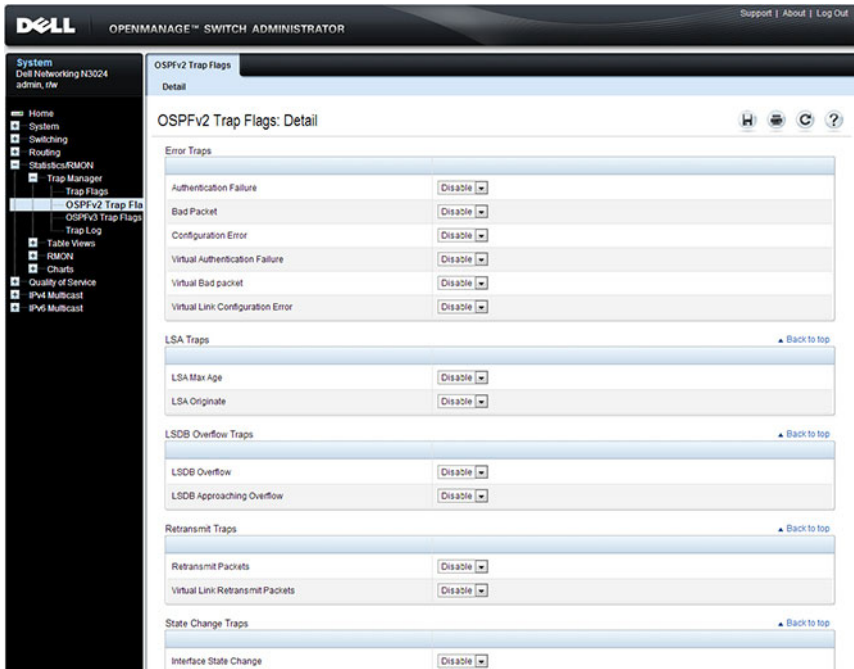 Support | About | Log Out
DELL OPENMANAGE™ SWITCH ADMINISTRATOR
System
Dell Networking N3024
admin, r/w
Home
System
Switching
Routing
Statistics/RMON
Trap Manager
Trap Flags
OSPFv2 Trap Fla
OSPFv3 Trap Flags
Trap Log
Table Views
RMON
Charts
Quality of Service
IPv4 Multicast
IPv6 Multicast
OSPFv2 Trap Flags
Detail
OSPFv2 Trap Flags: Detail
Error Traps
Authentication Failure Disable
Bad Packet Disable
Configuration Error Disable
Virtual Authentication Failure Disable
Virtual Bad packet Disable
Virtual Link Configuration Error Disable
LSA Traps Back to top
LSA Max Age Disable
LSA Originate Disable
LSDB Overflow Traps Back to top
LSDB Overflow Disable
LSDB Approaching Overflow Disable
Retransmit Traps Back to top
Retransmit Packets Disable
Virtual Link Retransmit Packets Disable
State Change Traps Back to top
Interface State Change Disable